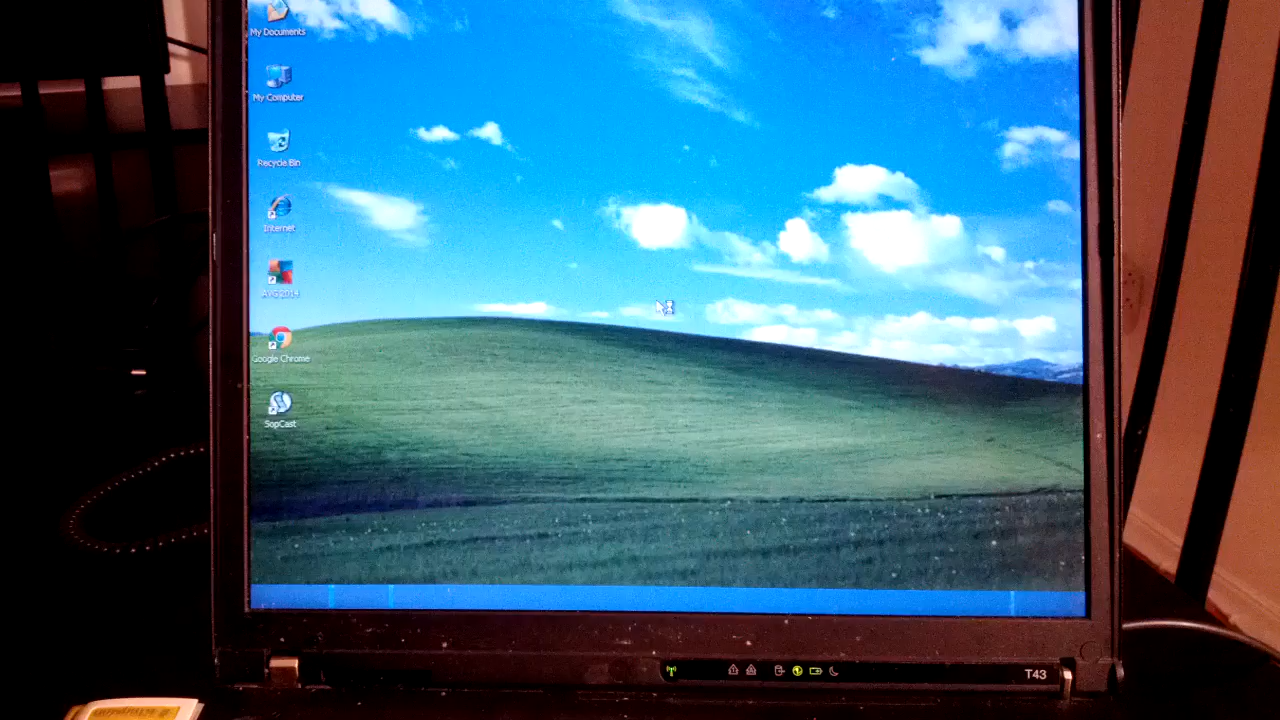 My Documents
My Computer
Recycle Bin
Internet
AVG 2014
Google Chrome
SopCast
T43